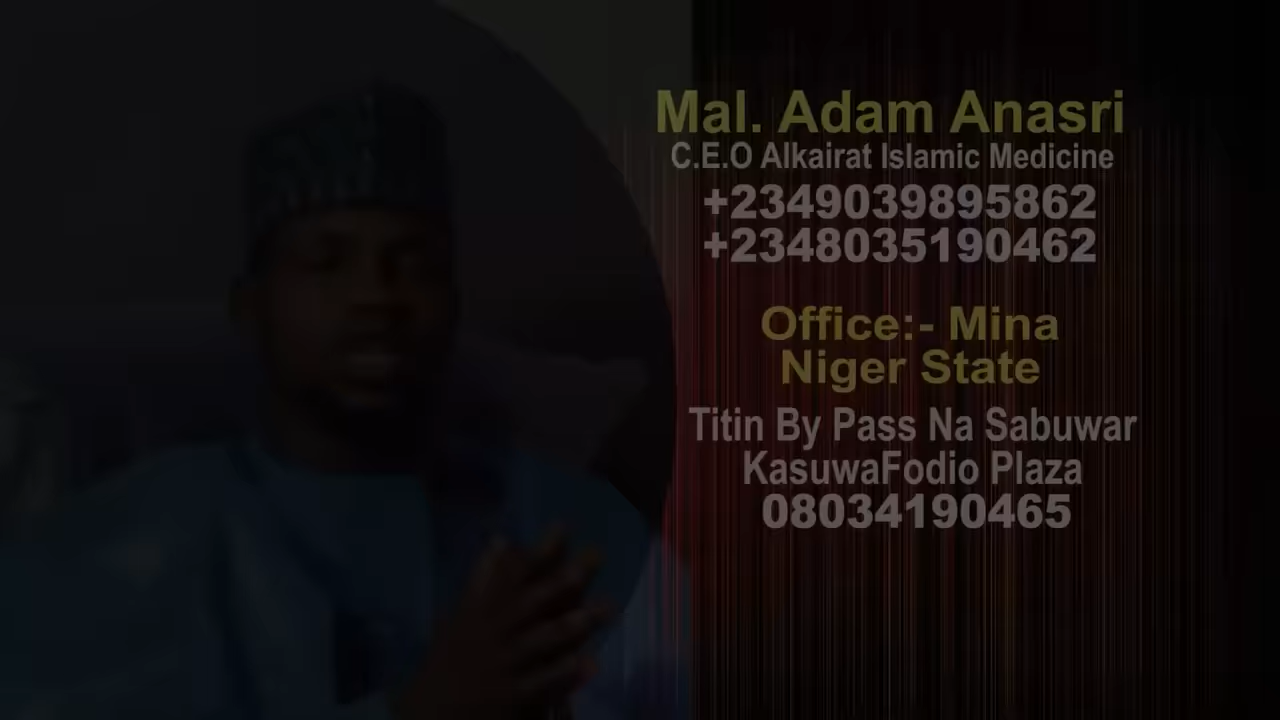 Mal. Adam Anasri
C.E.O Alkairat Islamic Medicine
+2349039895862
+2348035190462
Office:- Mina
Niger State
Titin By Pass Na Sabuwar
KasuwaFodio Plaza
08034190465